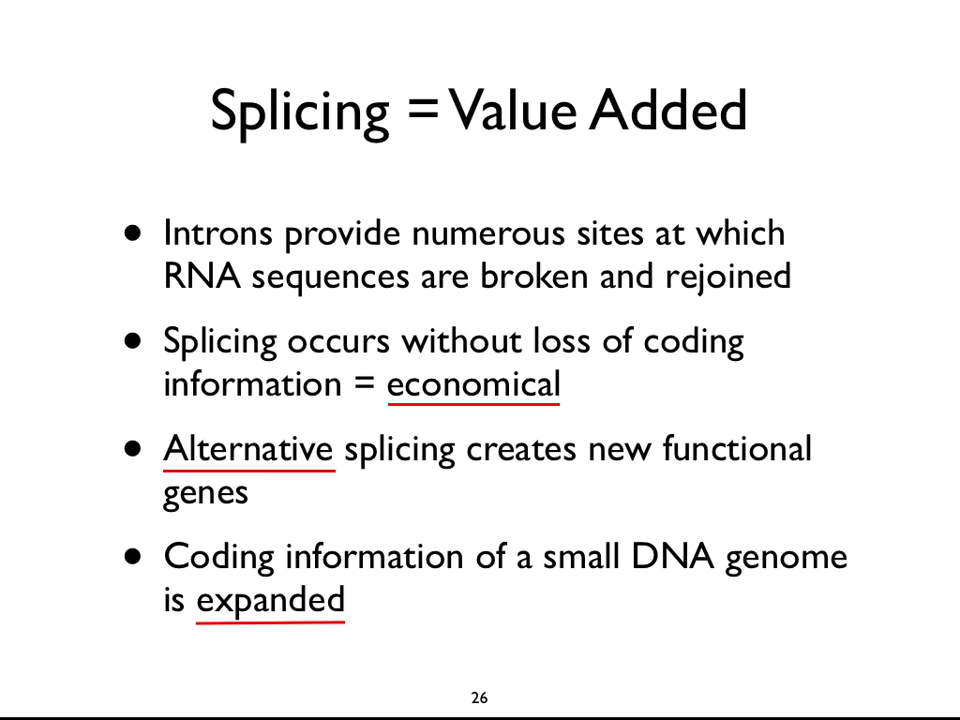 Splicing = Value Added
• Introns provide numerous sites at which
RNA sequences are broken and rejoined
• Splicing occurs without loss of coding
information = economical
• Alternative splicing creates new functional
genes
• Coding information of a small DNA genome
is expanded
26